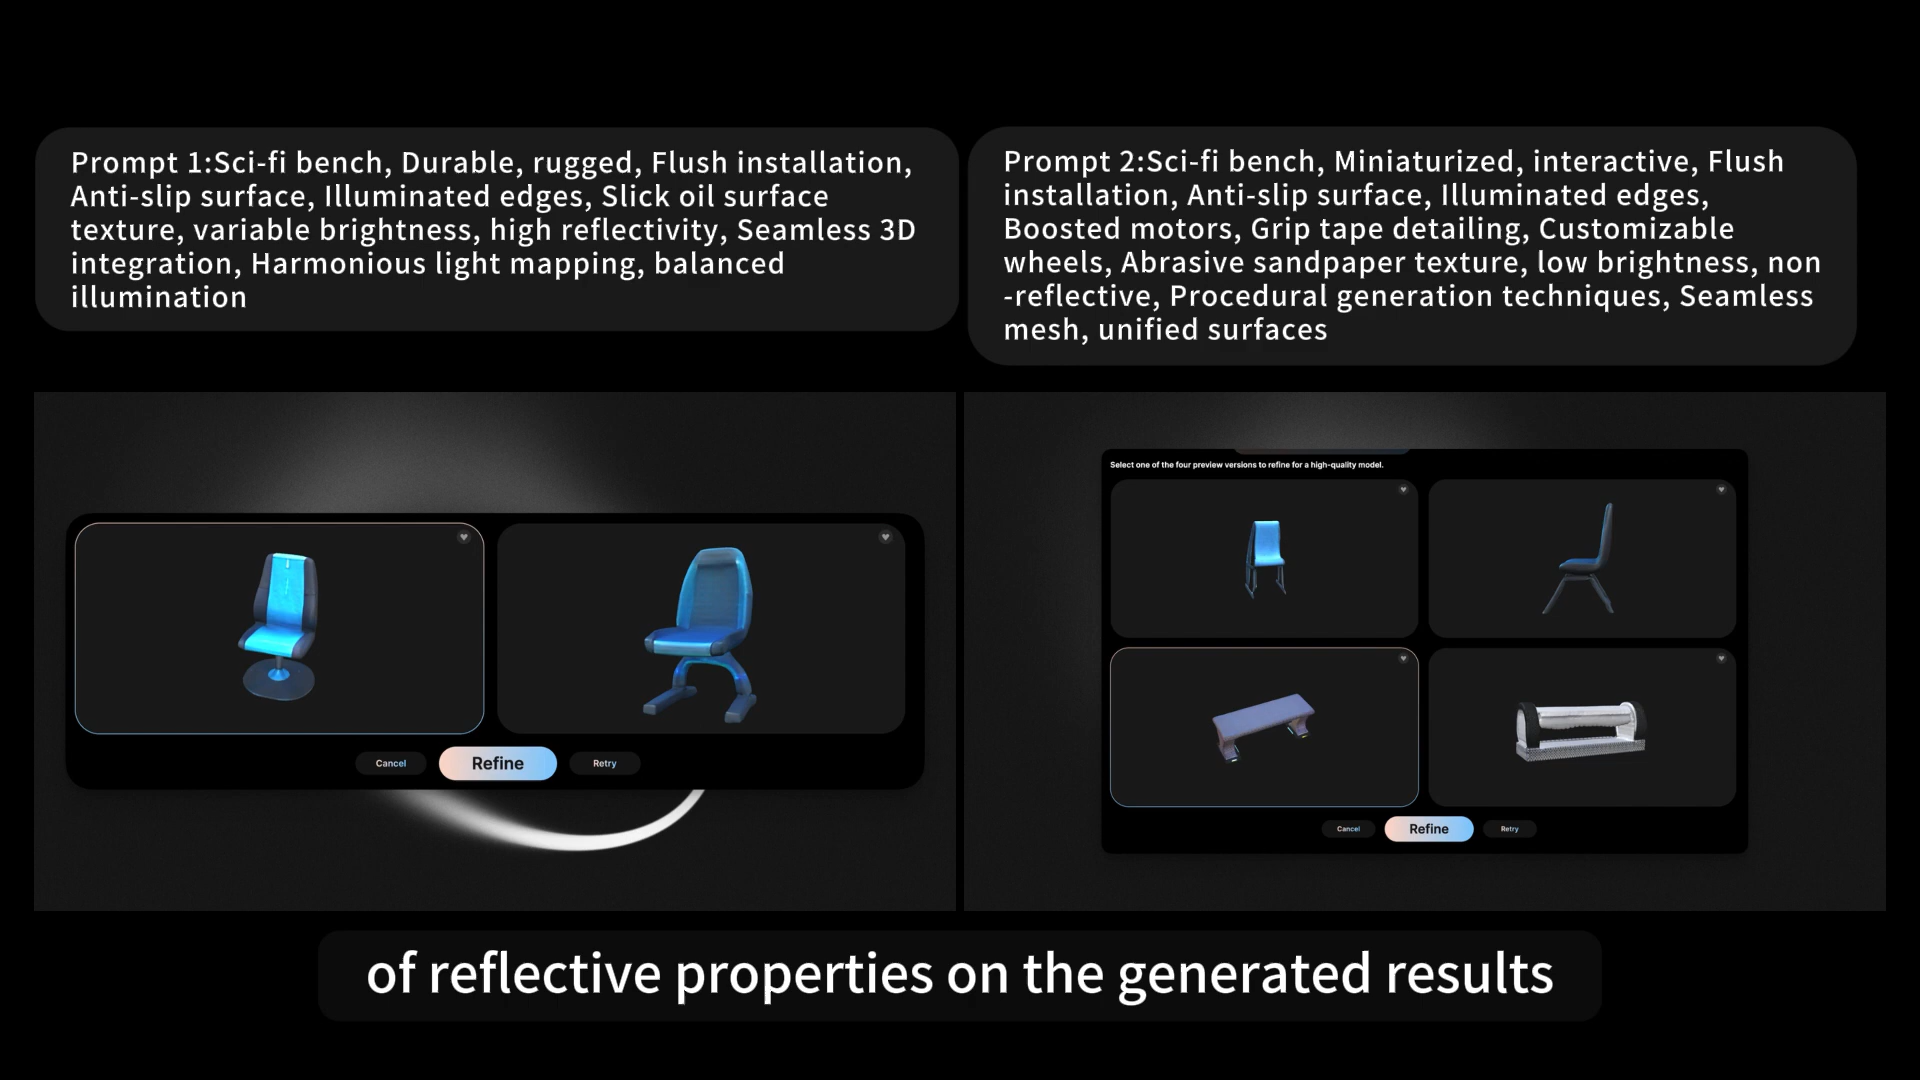 Prompt 1:Sci-fi bench, Durable, rugged, Flush installation,
Anti-slip surface, Illuminated edges, Slick oil surface
texture, variable brightness, high reflectivity, Seamless 3D
integration, Harmonious light mapping, balanced
illumination
Prompt 2:Sci-fi bench, Miniaturized, interactive, Flush
installation, Anti-slip surface, Illuminated edges,
Boosted motors, Grip tape detailing, Customizable
wheels, Abrasive sandpaper texture, low brightness, non
-reflective, Procedural generation techniques, Seamless
mesh, unified surfaces
Cancel
Refine
Retry
Select one of the four preview versions to refine for a high-quality model.
Cancel
Refine
Retry
of reflective properties on the generated results